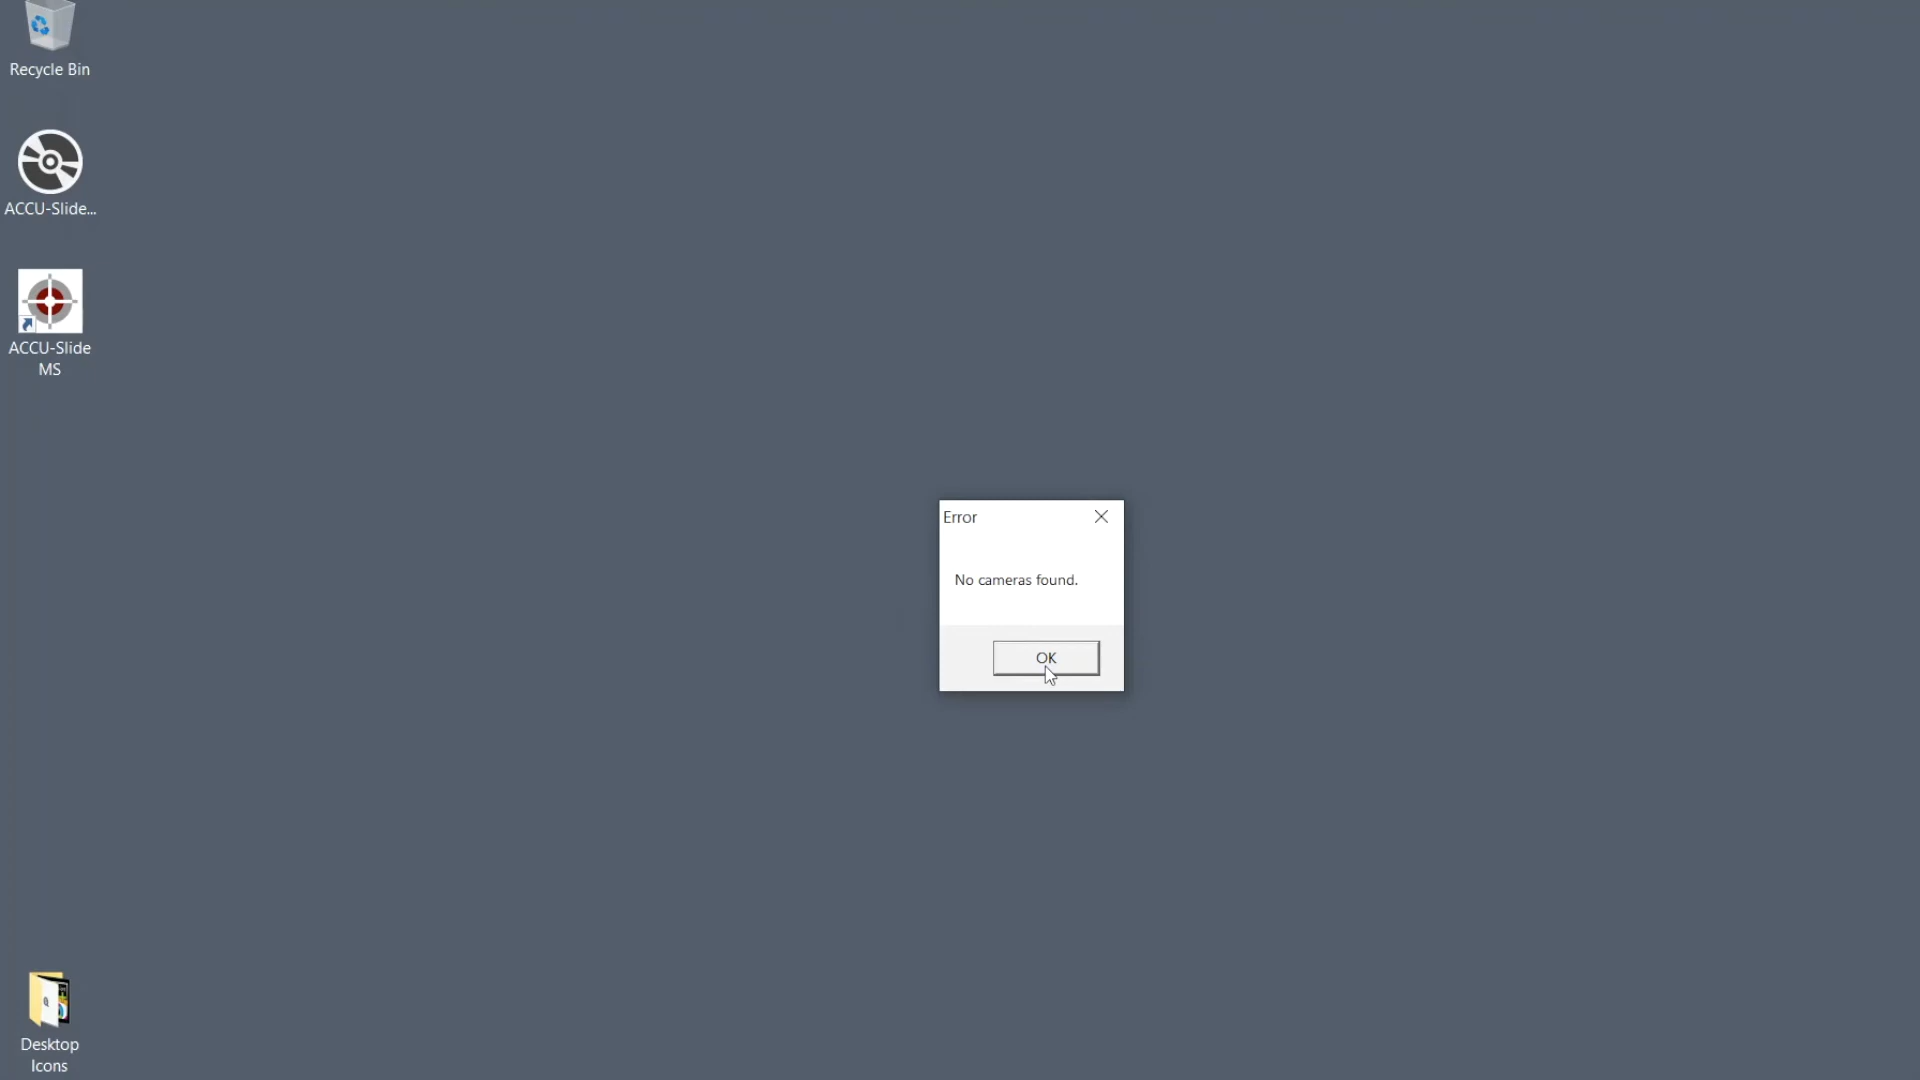 Recycle Bin
ACCU-Slide...
ACCU-Slide
MS
Error
No cameras found.
OK
Desktop
Icons